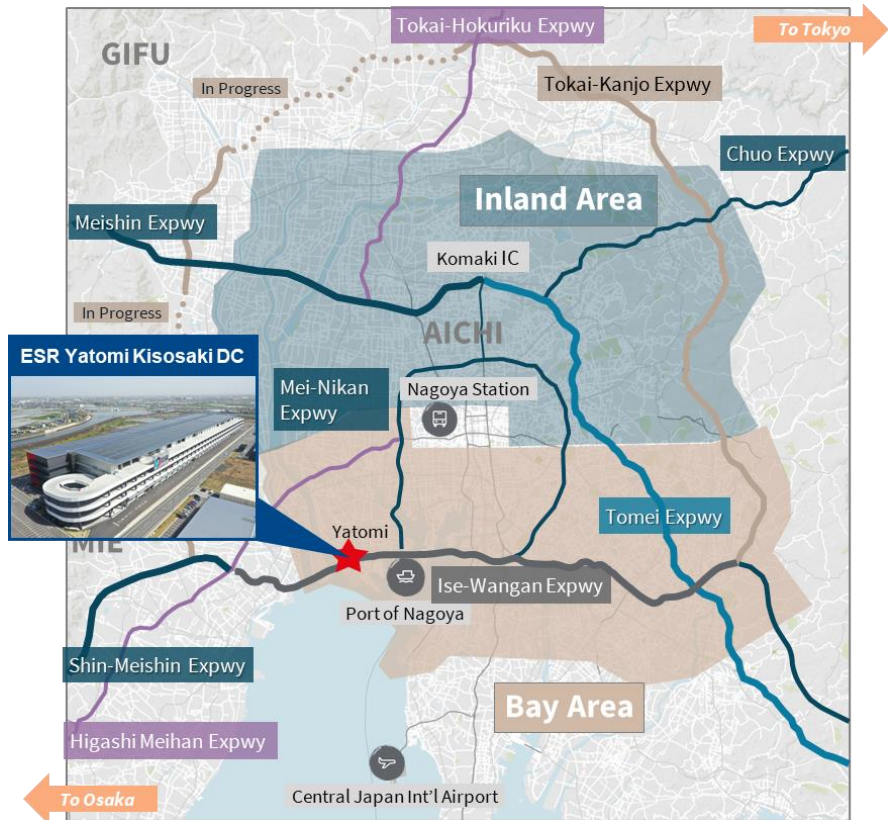 Tokai-Hokuriku Expwy
To Tokyo
GIFU
In Progress
Tokai-Kanjo Expwy
Chuo Expwy
Inland Area
Meishin Expwy
Komaki IC
In Progress
AICHI
ESR Yatomi Kisosaki DC
Mei-Nikan
Expwy
Nagoya Station
Yatomi
Tomei Expwy
MIE
Ise-Wangan Expwy
Port of Nagoya
Shin-Meishin Expwy
Bay Area
Higashi Meihan Expwy
Central Japan Int'l Airport
To Osaka